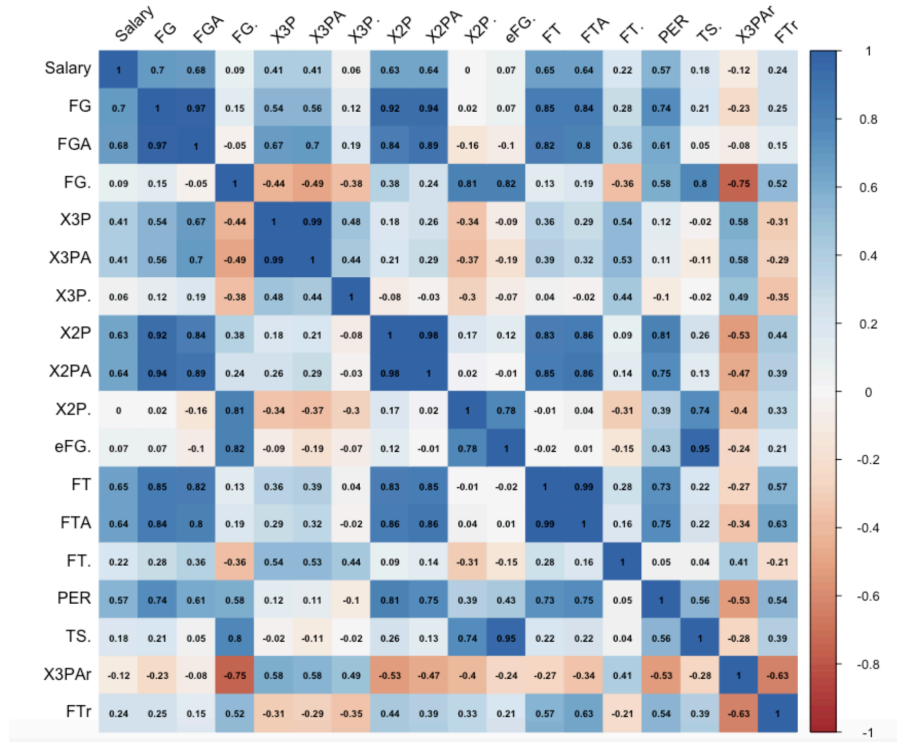 Salary FG FGA FG. X3P X3PA X3P. X2P X2PA X2P. eFG. FT FTA FT. PER TS. X3PAr FTr
Salary 1 0.7 0.68 0.09 0.41 0.41 0.06 0.63 0.64 0 0.07 0.65 0.64 0.22 0.57 0.18 -0.12 0.24
FG 0.7 1 0.97 0.15 0.54 0.56 0.12 0.92 0.94 0.02 0.07 0.85 0.84 0.28 0.74 0.21 -0.23 0.25
FGA 0.68 0.97 1 -0.05 0.67 0.7 0.19 0.84 0.89 -0.16 -0.1 0.82 0.8 0.36 0.61 0.05 -0.08 0.15
FG. 0.09 0.15 -0.05 1 -0.44 -0.49 -0.38 0.38 0.24 0.81 0.82 0.13 0.19 -0.36 0.58 0.8 -0.75 0.52
X3P 0.41 0.54 0.67 -0.44 1 0.99 0.48 0.18 0.26 -0.34 -0.09 0.36 0.29 0.54 0.12 -0.02 0.58 -0.31
X3PA 0.41 0.56 0.7 -0.49 0.99 1 0.44 0.21 0.29 -0.37 -0.19 0.39 0.32 0.53 0.11 -0.11 0.58 -0.29
X3P. 0.06 0.12 0.19 -0.38 0.48 0.44 1 -0.08 -0.03 -0.3 -0.07 0.04 -0.02 0.44 -0.1 -0.02 0.49 -0.35
X2P 0.63 0.92 0.84 0.38 0.18 0.21 -0.08 1 0.98 0.17 0.12 0.83 0.86 0.09 0.81 0.26 -0.53 0.44
X2PA 0.64 0.94 0.89 0.24 0.26 0.29 -0.03 0.98 1 0.02 -0.01 0.85 0.86 0.14 0.75 0.13 -0.47 0.39
X2P. 0 0.02 -0.16 0.81 -0.34 -0.37 -0.3 0.17 0.02 1 0.78 -0.01 0.04 -0.31 0.39 0.74 -0.4 0.33
eFG. 0.07 0.07 -0.1 0.82 -0.09 -0.19 -0.07 0.12 -0.01 0.78 1 -0.02 0.01 -0.15 0.43 0.95 -0.24 0.21
FT 0.65 0.85 0.82 0.13 0.36 0.39 0.04 0.83 0.85 -0.01 -0.02 1 0.99 0.28 0.73 0.22 -0.27 0.57
FTA 0.64 0.84 0.8 0.19 0.29 0.32 -0.02 0.86 0.86 0.04 0.01 0.99 1 0.16 0.75 0.22 -0.34 0.63
FT. 0.22 0.28 0.36 -0.36 0.54 0.53 0.44 0.09 0.14 -0.31 -0.15 0.28 0.16 1 0.05 0.04 0.41 -0.21
PER 0.57 0.74 0.61 0.58 0.12 0.11 -0.1 0.81 0.75 0.39 0.43 0.73 0.75 0.05 1 0.56 -0.53 0.54
TS. 0.18 0.21 0.05 0.8 -0.02 -0.11 -0.02 0.26 0.13 0.74 0.95 0.22 0.22 0.04 0.56 1 -0.28 0.39
X3PAr -0.12 -0.23 -0.08 -0.75 0.58 0.58 0.49 -0.53 -0.47 -0.4 -0.24 -0.27 -0.34 0.41 -0.53 -0.28 1 -0.63
FTr 0.24 0.25 0.15 0.52 -0.31 -0.29 -0.35 0.44 0.39 0.33 0.21 0.57 0.63 -0.21 0.54 0.39 -0.63 1
1
0.8
0.6
0.4
0.2
0
-0.2
-0.4
-0.6
-0.8
-1